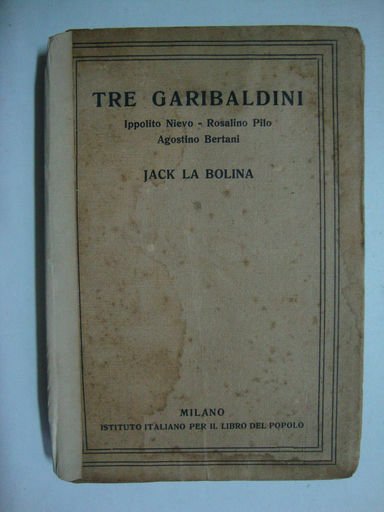 TRE GARIBALDINI
Ippolito Nievo - Rosalino Pilo
Agostino Bertani
JACK LA BOLINA
MILANO
ISTITUTO ITALIANO PER IL LIBRO DEL POPOLO